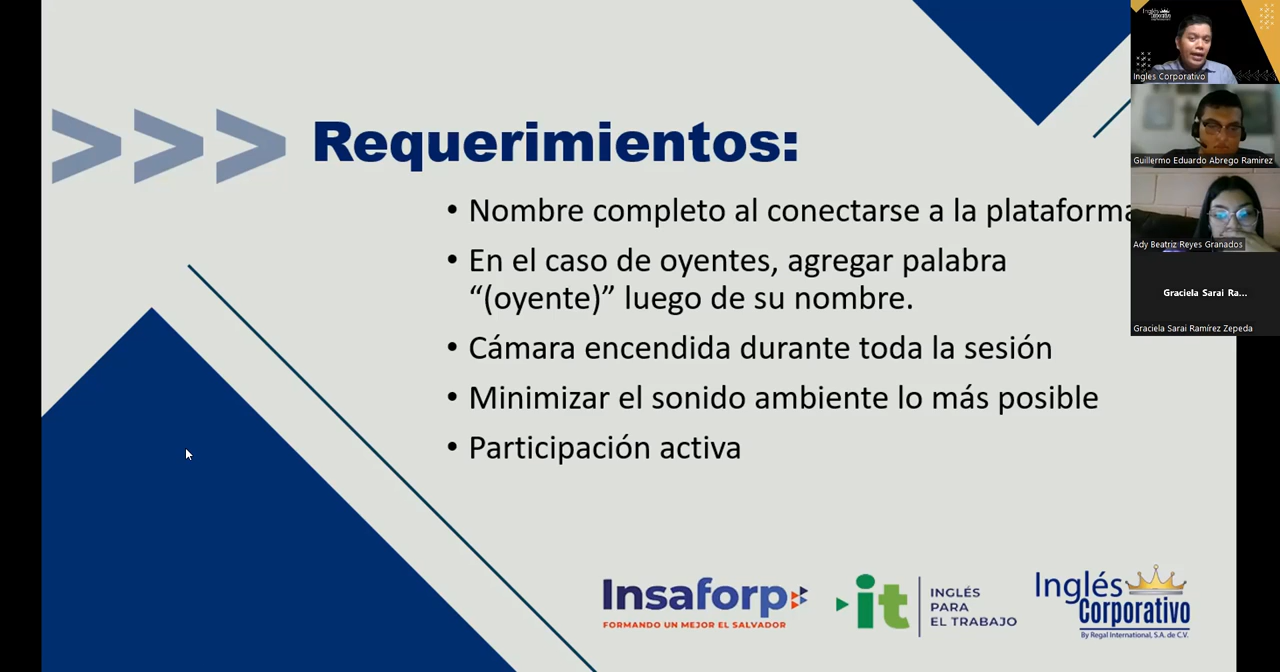 >>> Requerimientos:
• Nombre completo al conectarse a la plataforma
• En el caso de oyentes, agregar palabra
“(oyente)” luego de su nombre.
• Cámara encendida durante toda la sesión
• Minimizar el sonido ambiente lo más posible
• Participación activa
Insaforp
FORMANDO UN MEJOR EL SALVADOR
it
INGLÉS
PARA
EL TRABAJO
Inglés
Corporativo
By Regal International, S.A. de C.V.
Ingles Corporativo
Guillermo Eduardo Abrego Ramirez
Ady Beatriz Reyes Granados
Graciela Sarai Ra...
Graciela Sarai Ramírez Zepeda